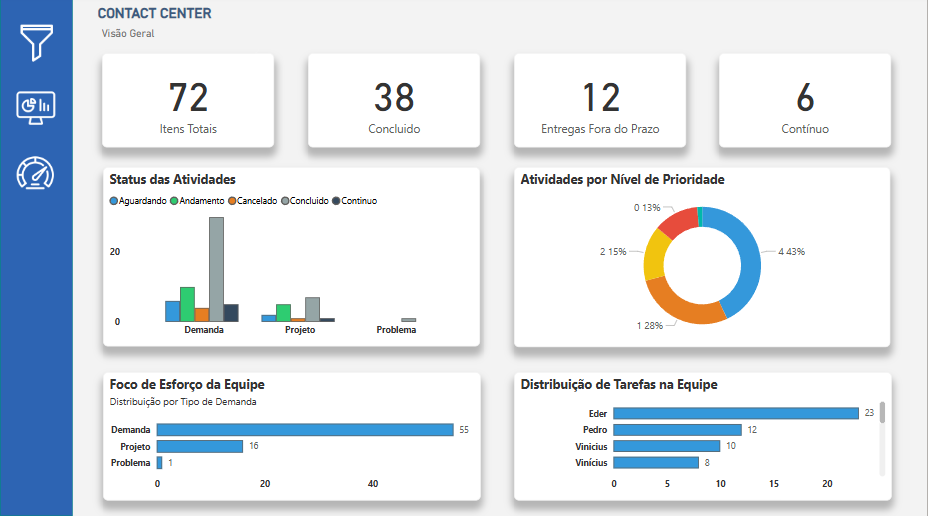 CONTACT CENTER
Visão Geral
72
Itens Totais
38
Concluido
12
Entregas Fora do Prazo
6
Contínuo
Status das Atividades
Aguardando Andamento Cancelado Concluido Continuo
20
0
Demanda Projeto Problema
Atividades por Nível de Prioridade
0 13%
2 15%
4 43%
1 28%
Foco de Esforço da Equipe
Distribuição por Tipo de Demanda
Demanda 55
Projeto 16
Problema 1
0 20 40
Distribuição de Tarefas na Equipe
Eder 23
Pedro 12
Vinicius 10
Vinícius 8
0 5 10 15 20